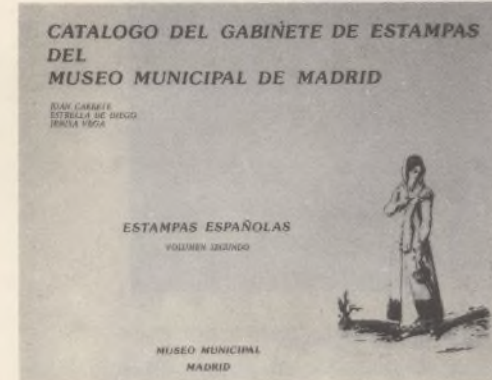 CATALOGO DEL GABINETE DE ESTAMPAS
DEL
MUSEO MUNICIPAL DE MADRID
JUAN CARRETE
ESTRELLA DE DIEGO
JESUSA VEGA
ESTAMPAS ESPAÑOLAS
VOLUMEN SEGUNDO
MUSEO MUNICIPAL
MADRID